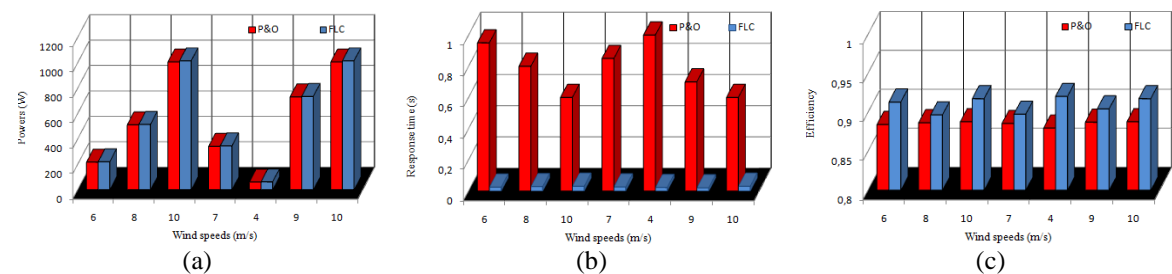 P&O FLC
1200
1000
800
600
400
200
0
Powers (W)
6 8 10 7 4 9 10
Wind speeds (m/s)
(a)
P&O FLC
1
0,8
0,6
0,4
0,2
0
Response time (s)
6 8 10 7 4 9 10
Wind speeds (m/s)
(b)
P&O FLC
1
0,95
0,9
0,85
0,8
Efficiency
6 8 10 7 4 9 10
Wind speeds (m/s)
(c)